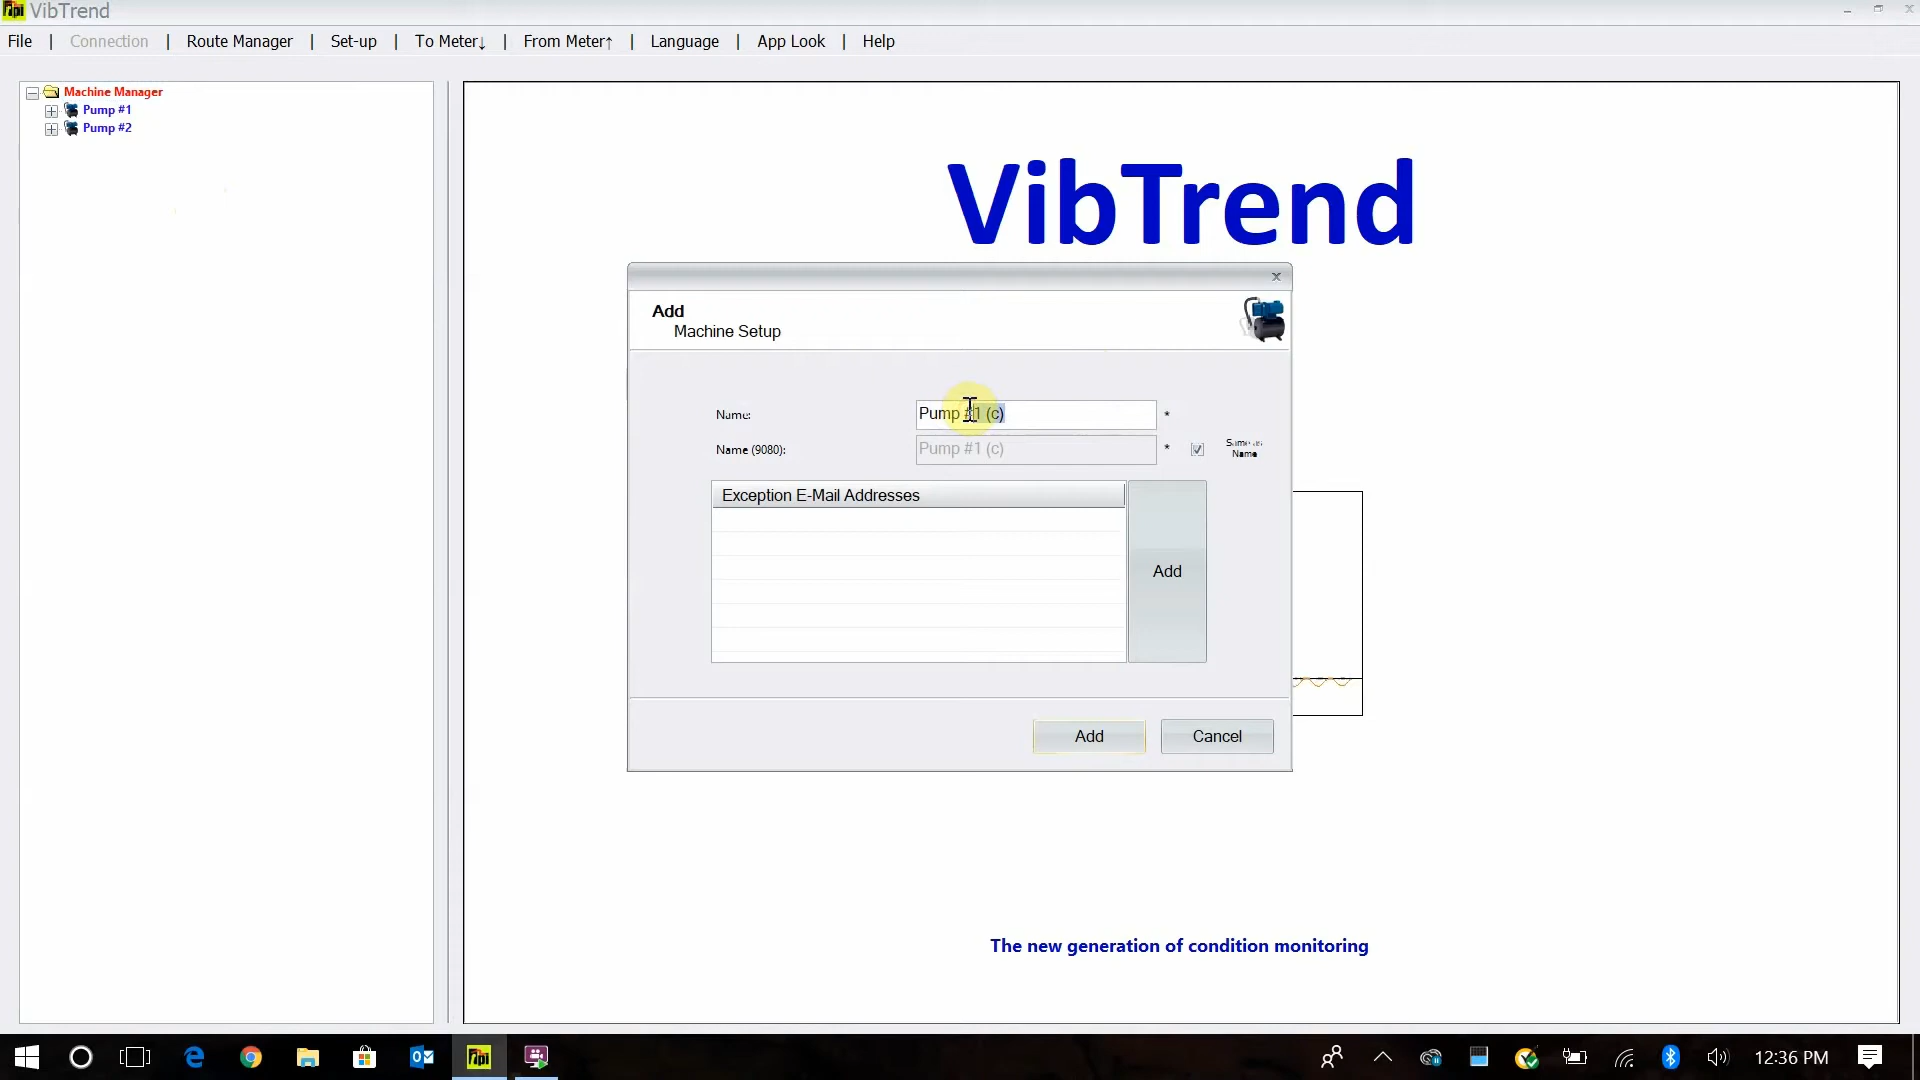 VibTrend
File | Connection | Route Manager | Set-up | To Meter↓ | From Meter↑ | Language | App Look | Help
Machine Manager
Pump #1
Pump #2
VibTrend
Add
Machine Setup
Name:
Pump #1 (c)
*
Name (9080):
Pump #1 (c)
*
Same as
Name
Exception E-Mail Addresses
Add
Add
Cancel
The new generation of condition monitoring
12:36 PM